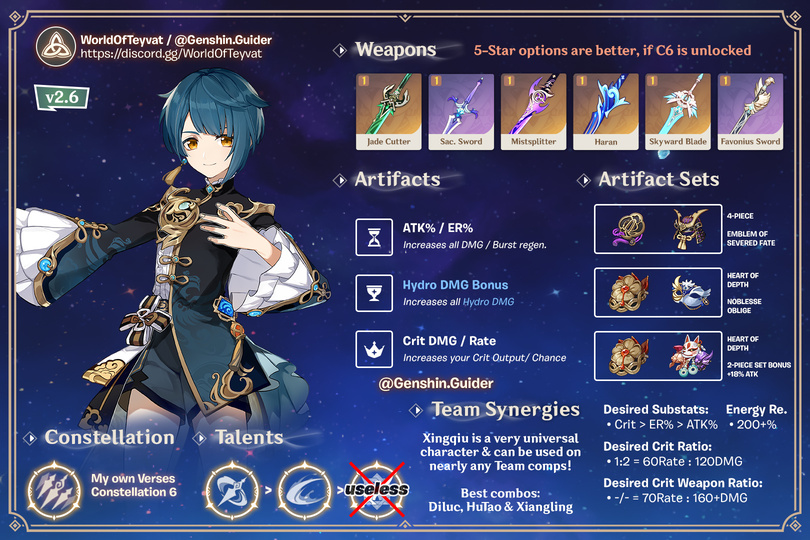 WorldOfTeyvat / @Genshin.Guider
https://discord.gg/WorldOfTeyvat
v2.6
Weapons
5-Star options are better, if C6 is unlocked
1
1
1
1
1
1
Jade Cutter
Sac. Sword
Mistsplitter
Haran
Skyward Blade
Favonius Sword
Artifacts
ATK% / ER%
Increases all DMG / Burst regen.
Hydro DMG Bonus
Increases all Hydro DMG
Crit DMG / Rate
Increases your Crit Output/ Chance
@Genshin.Guider
Artifact Sets
4-PIECE
EMBLEM OF
SEVERED FATE
HEART OF
DEPTH
NOBLESSE
OBLIGE
HEART OF
DEPTH
2-PIECE SET BONUS
+18% ATK
Constellation
My own Verses
Constellation 6
Talents
>
>
useless
Team Synergies
Xingqiu is a very universal
character & can be used on
nearly any Team comps!
Best combos:
Diluc, HuTao & Xiangling
Desired Substats:
• Crit > ER% > ATK%
Energy Re.
• 200+%
Desired Crit Ratio:
• 1:2 = 60Rate : 120DMG
Desired Crit Weapon Ratio:
• -/- = 70Rate : 160+DMG